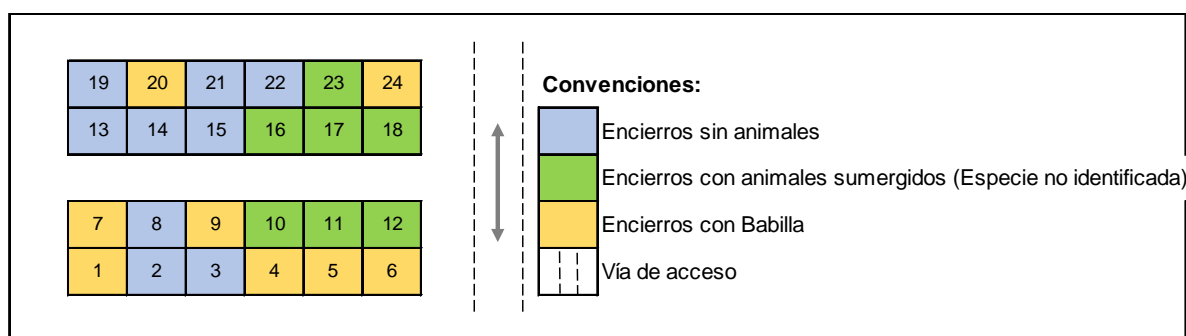 19 20 21 22 23 24
13 14 15 16 17 18
7 8 9 10 11 12
1 2 3 4 5 6
Convenciones:
Encierros sin animales
Encierros con animales sumergidos (Especie no identificada)
Encierros con Babilla
Vía de acceso